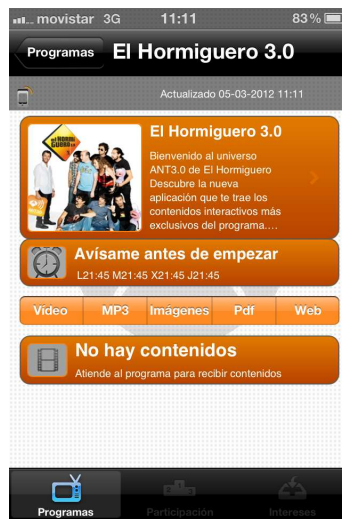 movistar 3G 11:11 83 %
Programas El Hormiguero 3.0
Actualizado 05-03-2012 11:11
El Hormiguero 3.0
Bienvenido al universo
ANT3.0 de El Hormiguero
Descubre la nueva
aplicación que te trae los
contenidos interactivos más
exclusivos del programa....
el HORMI
GUERO
Avísame antes de empezar
L21:45 M21:45 X21:45 J21:45
Vídeo MP3 Imágenes Pdf Web
No hay contenidos
Atiende al programa para recibir contenidos
Programas Participación Intereses